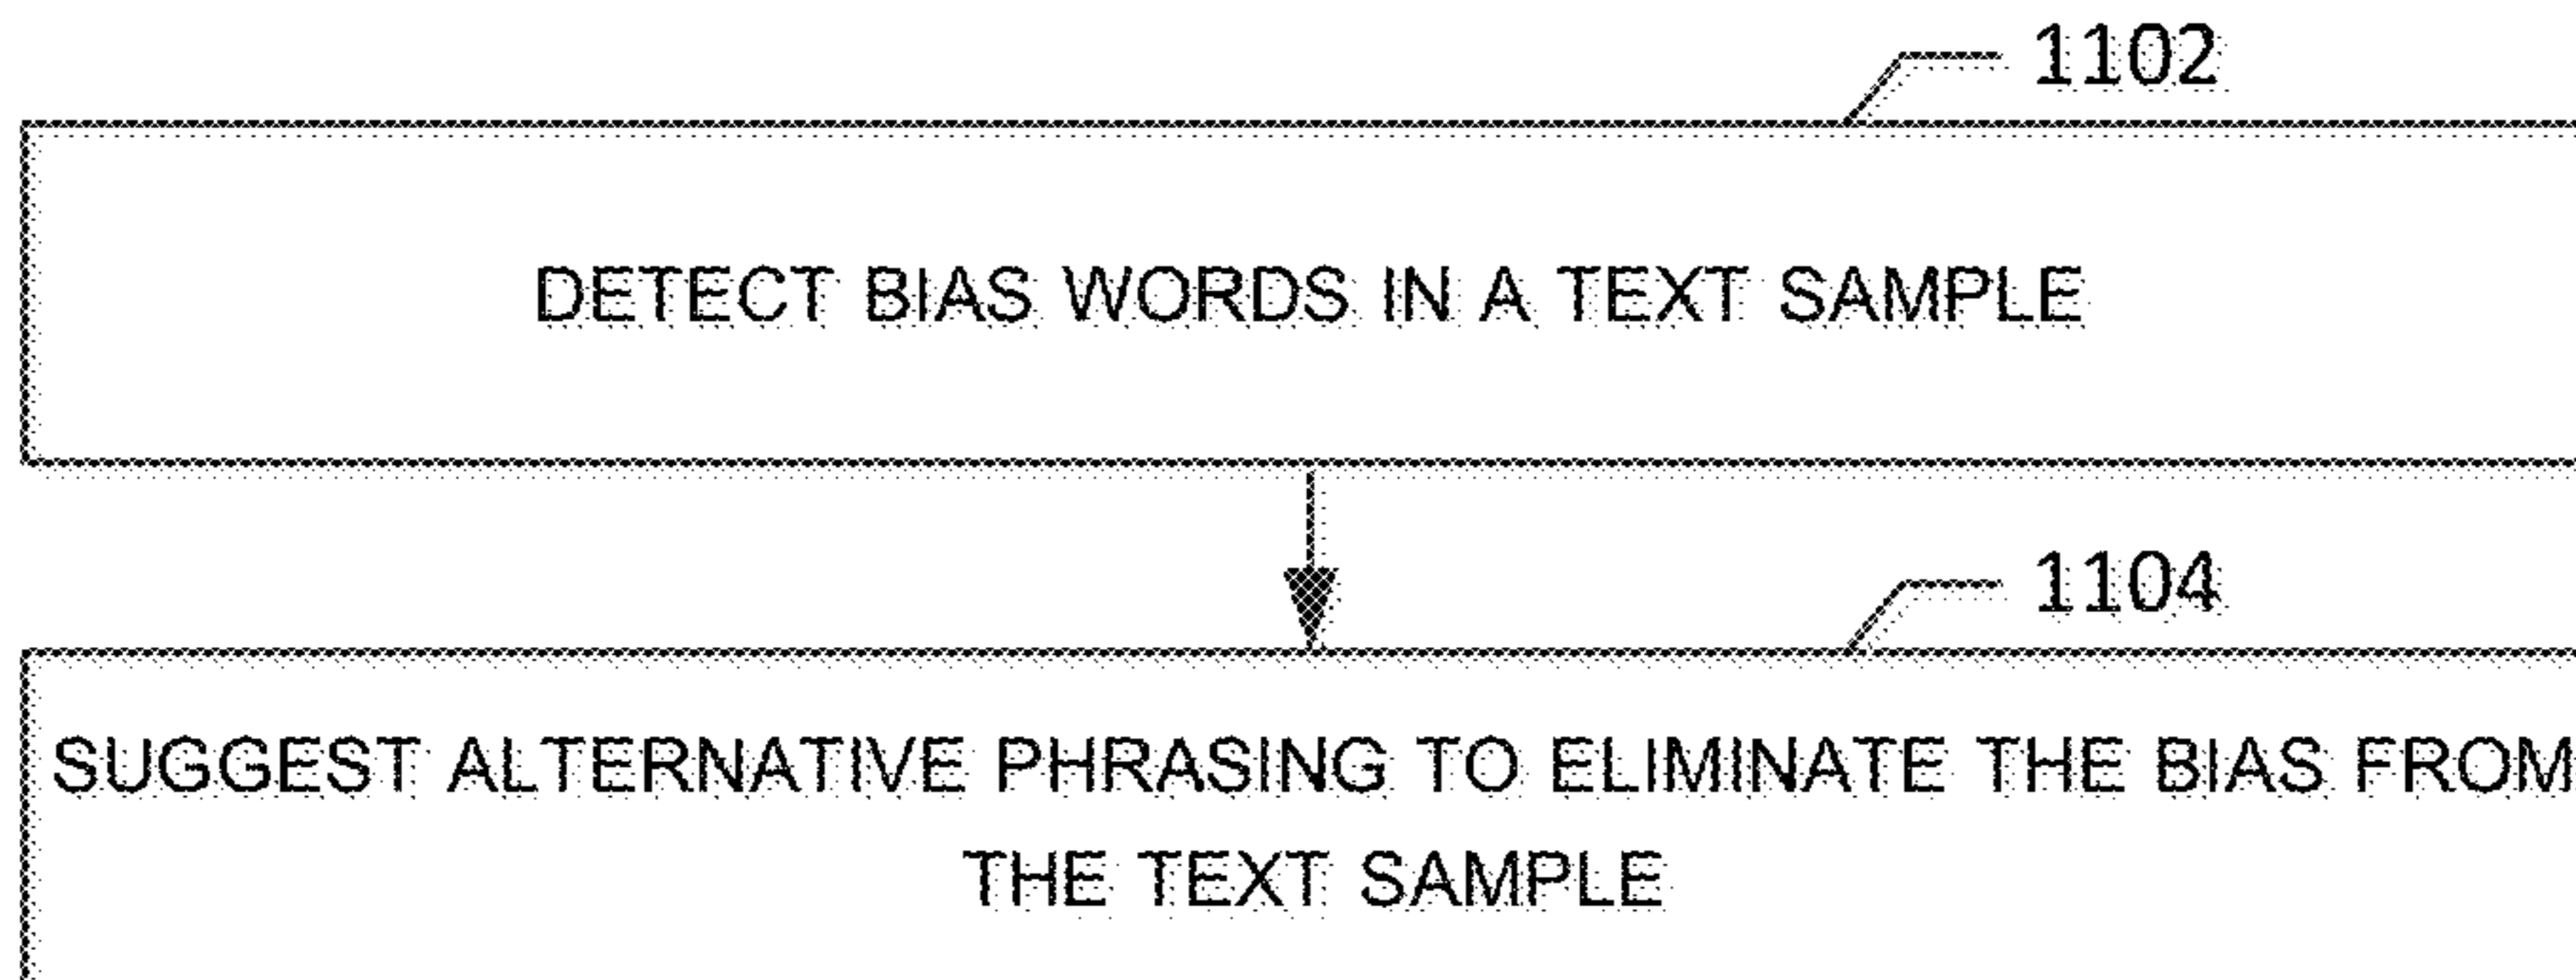 1102
DETECT BIAS WORDS IN A TEXT SAMPLE
1104
SUGGEST ALTERNATIVE PHRASING TO ELIMINATE THE BIAS FROM
THE TEXT SAMPLE